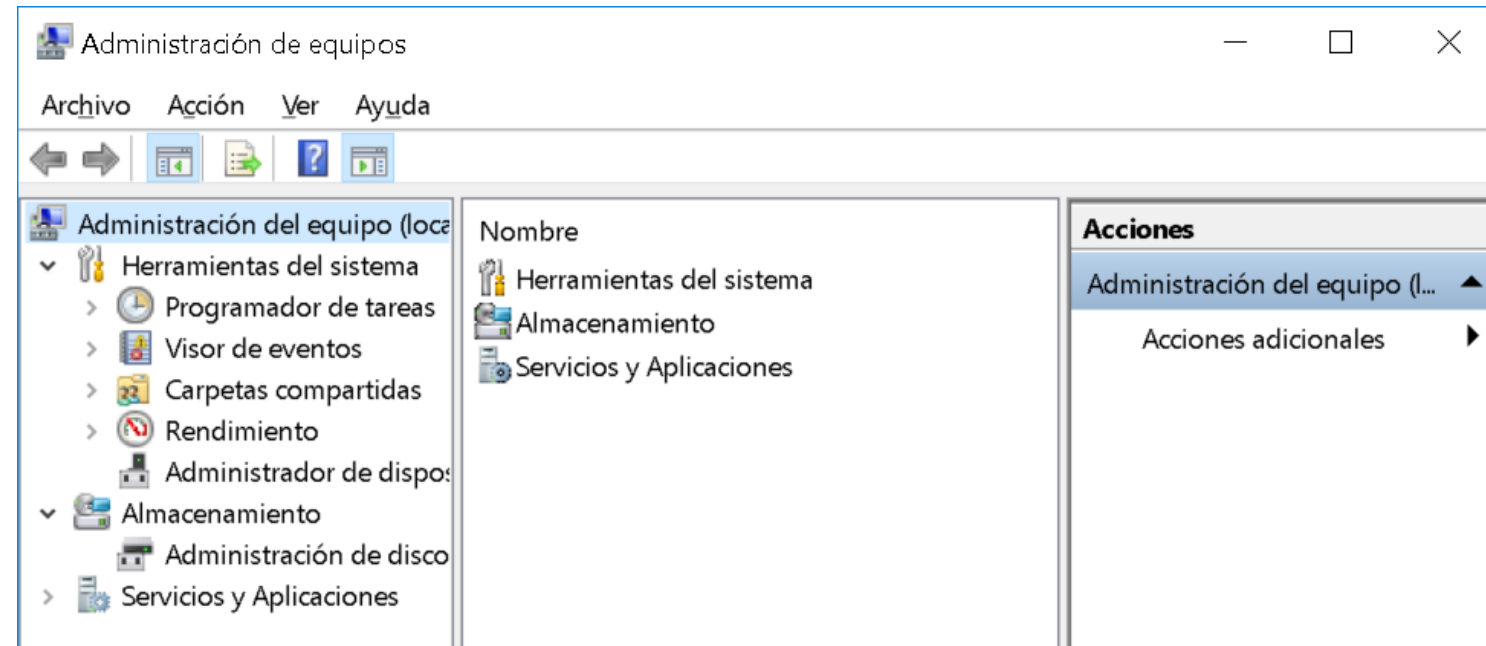 Administración de equipos
Archivo Acción Ver Ayuda
Administración del equipo (loca
Herramientas del sistema
Programador de tareas
Visor de eventos
Carpetas compartidas
Rendimiento
Administrador de dispos
Almacenamiento
Administración de disco
Servicios y Aplicaciones
Nombre
Herramientas del sistema
Almacenamiento
Servicios y Aplicaciones
Acciones
Administración del equipo (l...
Acciones adicionales